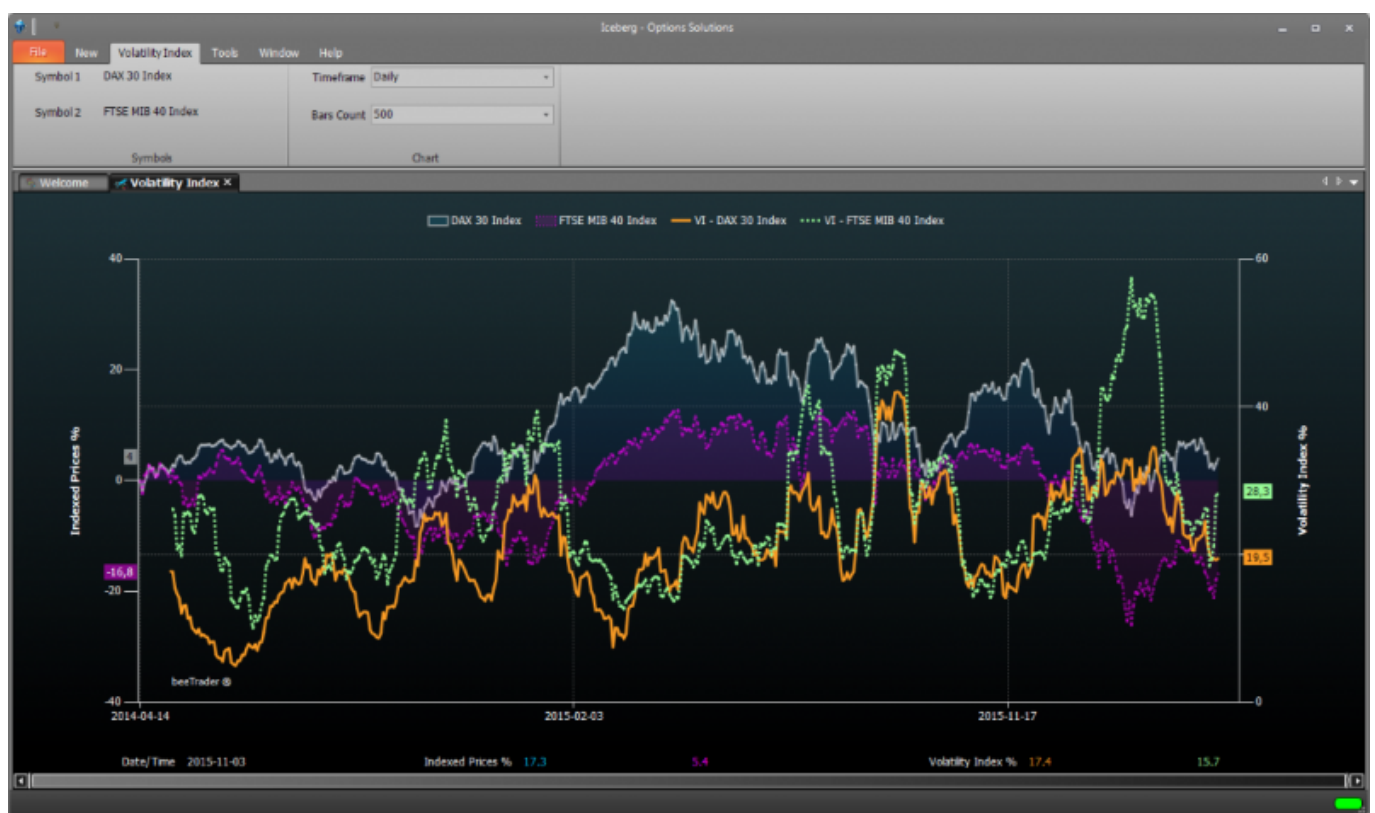 Iceberg - Options Solutions
File New Volatility Index Tools Window Help
Symbol 1 DAX 30 Index Timeframe Daily
Symbol 2 FTSE MIB 40 Index Bars Count 500
Symbols Chart
Welcome Volatility Index ×
DAX 30 Index FTSE MIB 40 Index VI - DAX 30 Index VI - FTSE MIB 40 Index
40 60
20
40
Indexed Prices % Volatility Index %
4
0
28,3
19,5
-16,8
-20
beeTrader ®
-40 0
2014-04-14 2015-02-03 2015-11-17
Date/Time 2015-11-03 Indexed Prices % 17.3 5.4 Volatility Index % 17.4 15.7